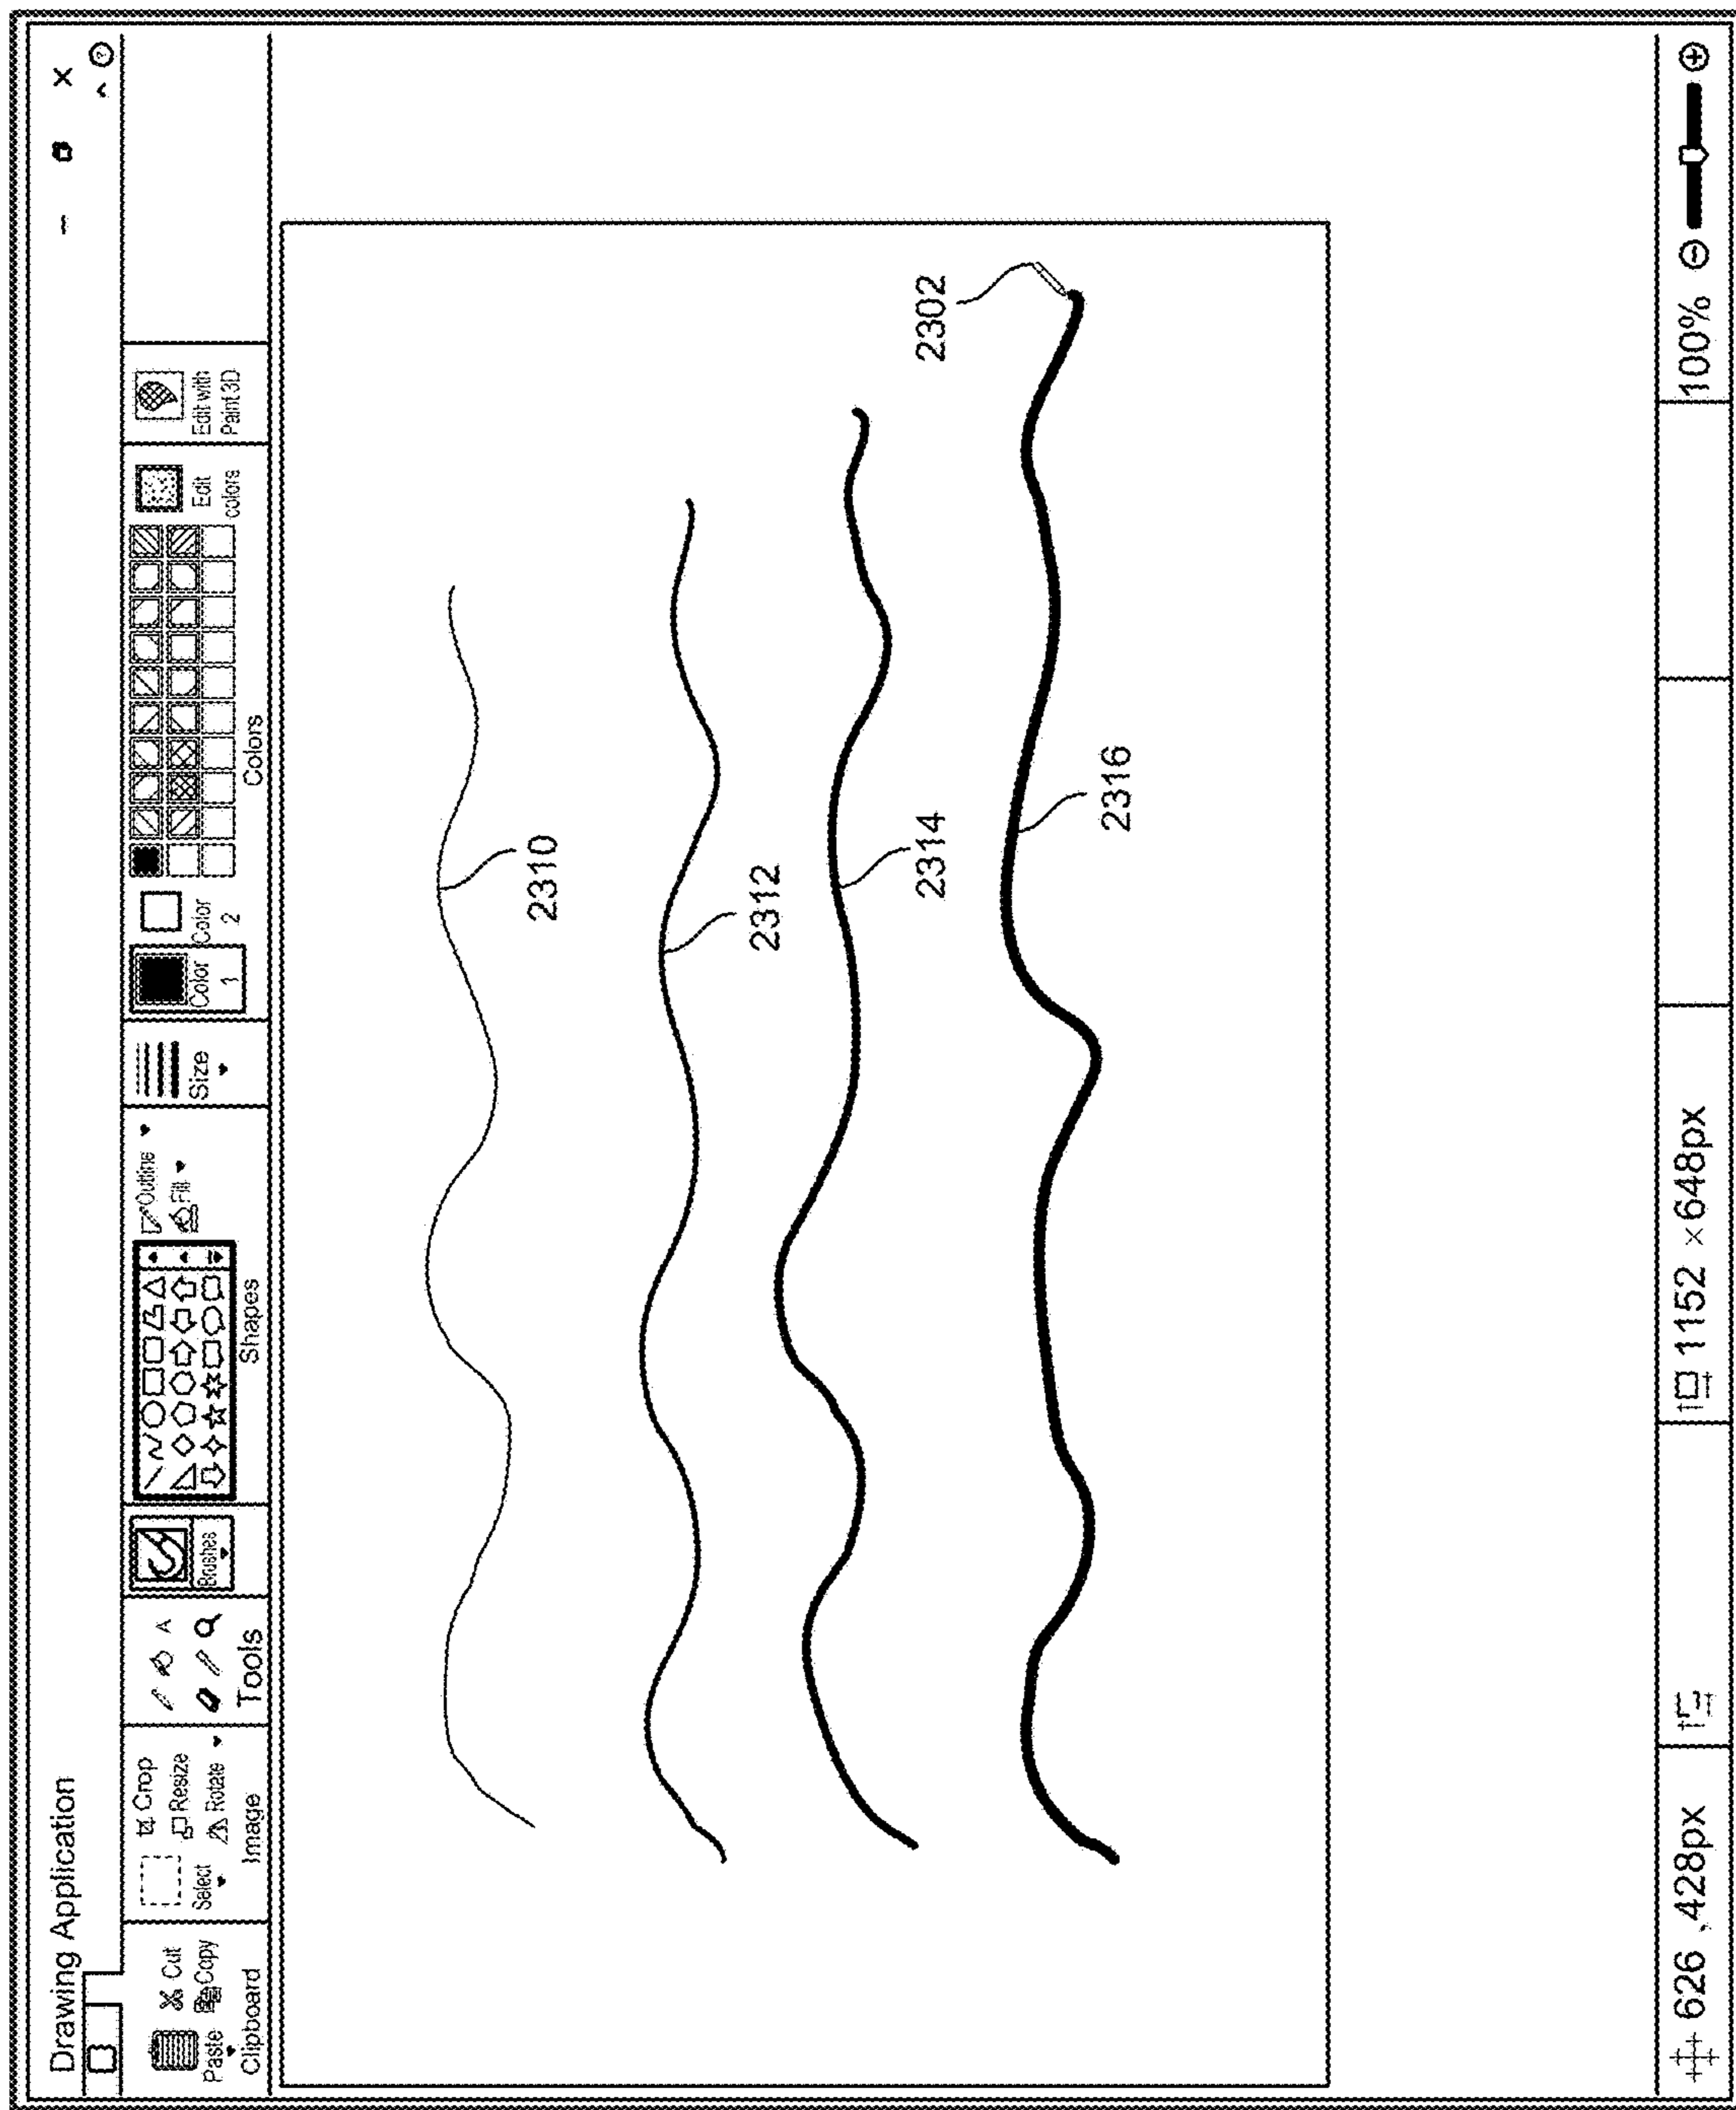 Drawing Application
Paste
Cut
Copy
Clipboard
Select
Crop
Resize
Rotate
Image
A
Tools
Brushes
Shapes
Outline
Fill
Size
Color 1
Color 2
Colors
Edit colors
Edit with
Paint 3D
2310
2312
2314
2316
2302
626 ,428px
1152 ×648px
100%